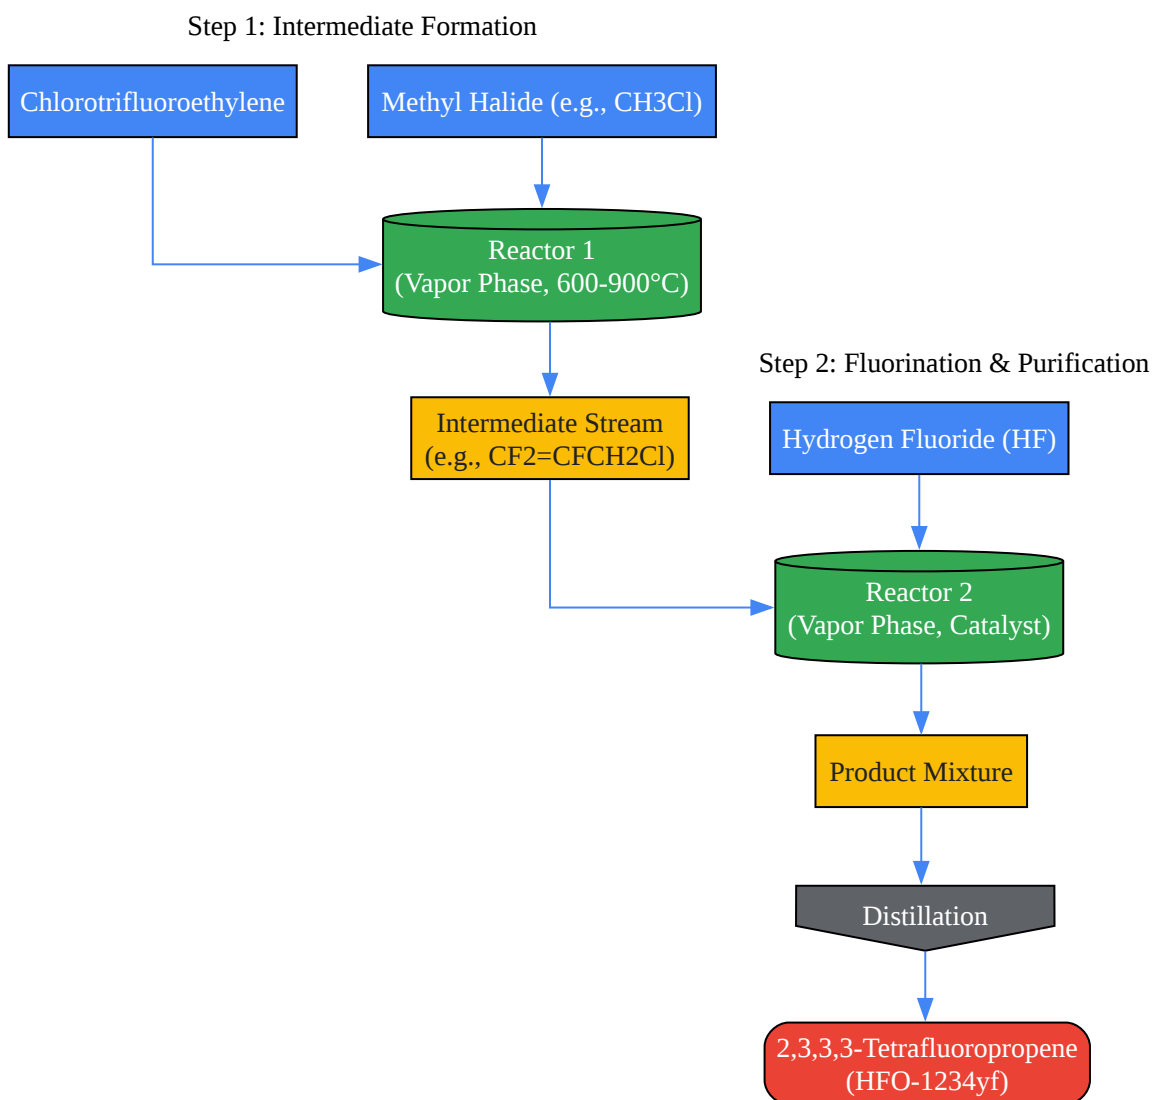 Step 1: Intermediate Formation
Chlorotrifluoroethylene
Methyl Halide (e.g., CH3Cl)
Reactor 1
(Vapor Phase, 600-900°C)
Intermediate Stream
(e.g., CF2=CFCH2Cl)
Step 2: Fluorination & Purification
Hydrogen Fluoride (HF)
Reactor 2
(Vapor Phase, Catalyst)
Product Mixture
Distillation
2,3,3,3-Tetrafluoropropene
(HFO-1234yf)